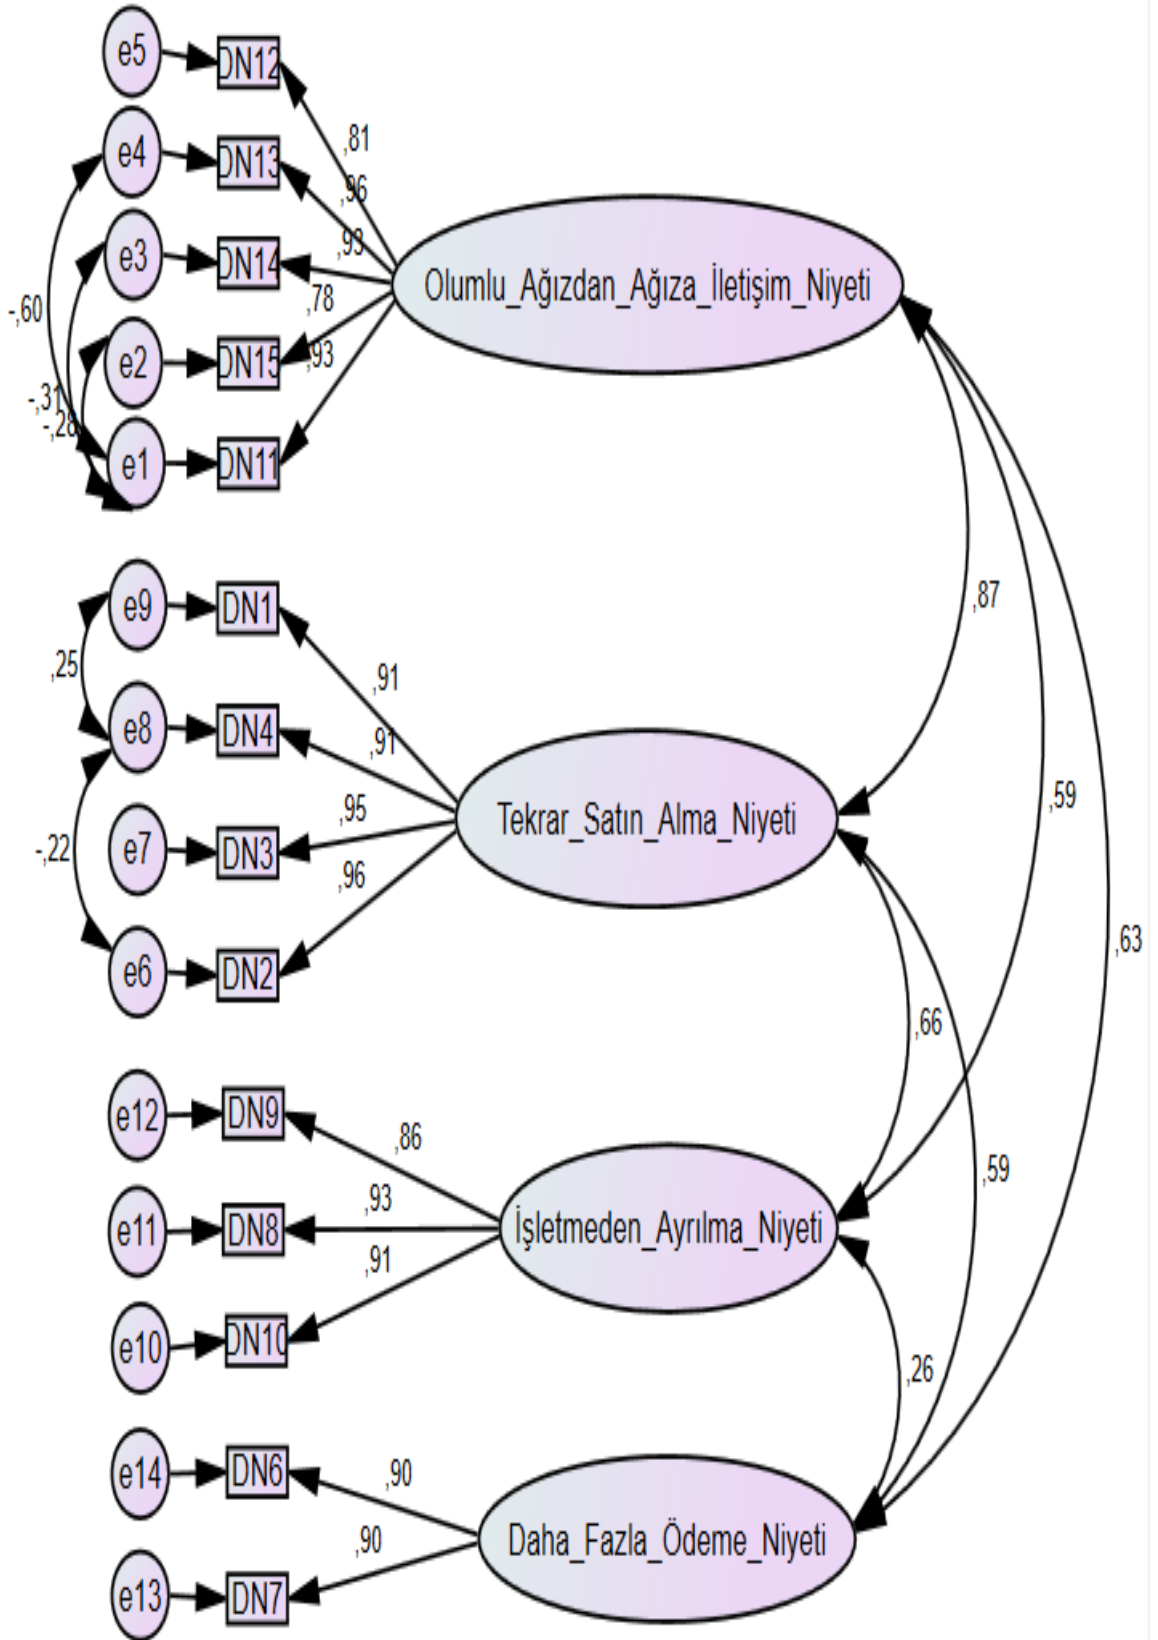 e5 DN12
,81
e4 DN13
,96
e3 DN14
,93
Olumlu_Ağızdan_Ağıza_İletişim_Niyeti
,78
-,60
e2 DN15
,93
-,31
-,28
e1 DN11
e9 DN1
,87
,25
,91
e8 DN4
,91
,59
,95
Tekrar_Satın_Alma_Niyeti
-,22
e7 DN3
,96
,63
e6 DN2
,66
e12 DN9
,86
,59
,93
e11 DN8
İşletmeden_Ayrılma_Niyeti
,91
e10 DN10
,26
e14 DN6
,90
,90
Daha_Fazla_Ödeme_Niyeti
e13 DN7